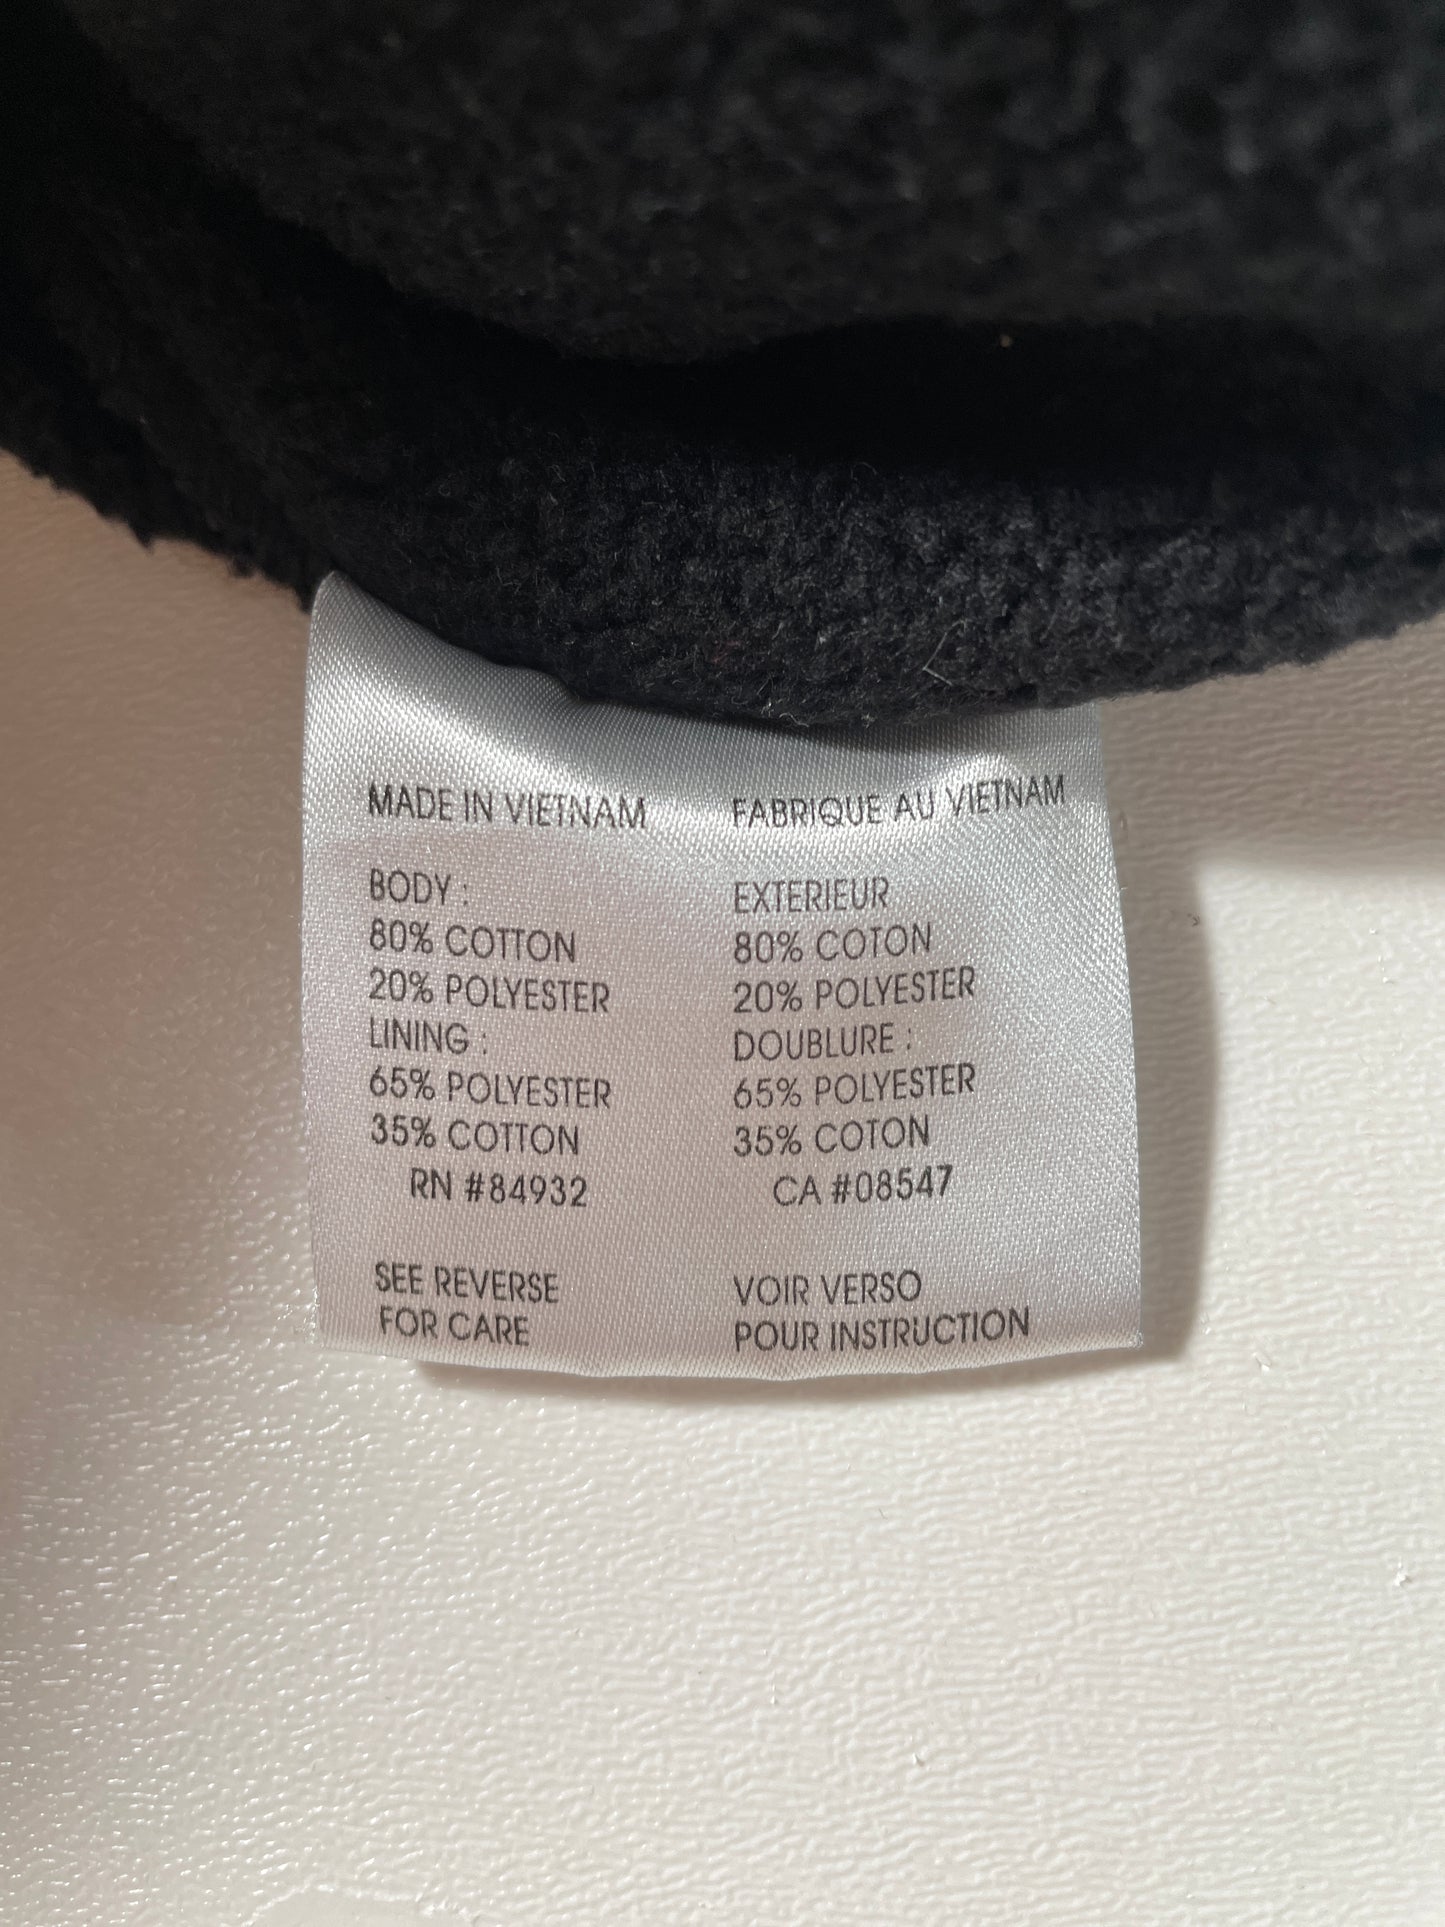 MADE IN VIETNAM
BODY :
80% COTTON
20% POLYESTER
LINING :
65% POLYESTER
35% COTTON
RN #84932
SEE REVERSE
FOR CARE
FABRIQUE AU VIETNAM
EXTERIEUR
80% COTON
20% POLYESTER
DOUBLURE :
65% POLYESTER
35% COTON
CA #08547
VOIR VERSO
POUR INSTRUCTION